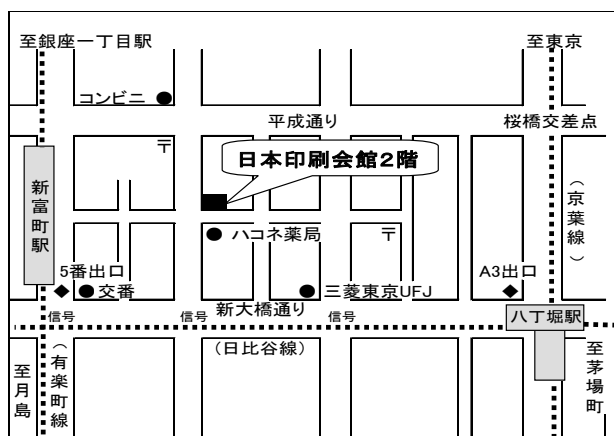 至銀座一丁目駅
至東京
コンビニ
平成通り
桜橋交差点
〒
日本印刷会館2階
新富町駅
(京葉線)
ハコネ薬局
〒
5番出口
A3出口
交番
三菱東京UFJ
新大橋通り
信号
信号
信号
八丁堀駅
(日比谷線)
至月島
(有楽町線)
至茅場町